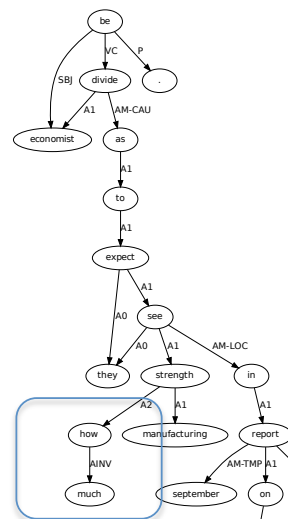 be
SBJ VC P
divide .
A1 AM-CAU
economist as
A1
to
A1
expect
A1
see
A0 A0 A1 AM-LOC
they strength in
A2 A1 A1
how manufacturing report
AINV AM-TMP A1
much september on